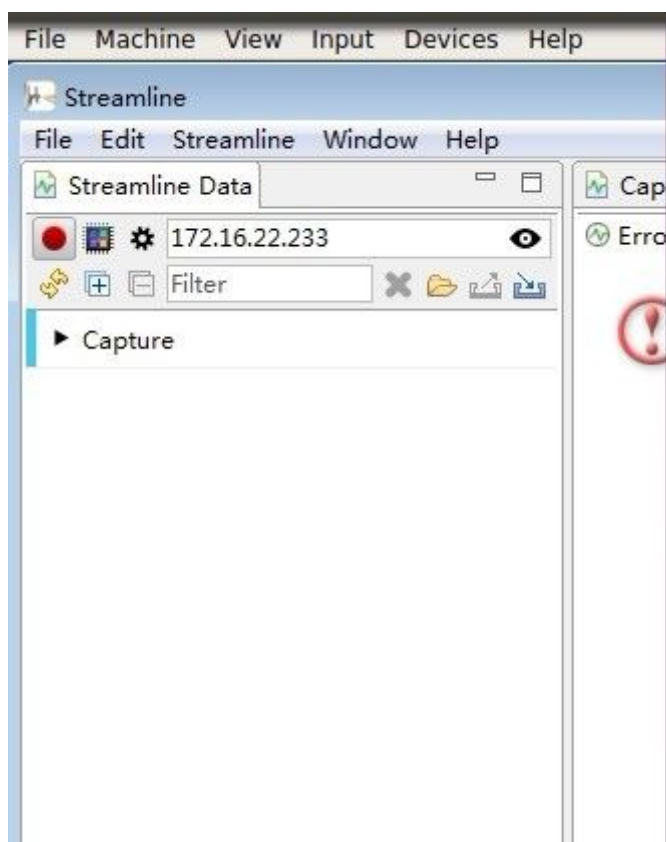 File Machine View Input Devices Help
Streamline
File Edit Streamline Window Help
Streamline Data
Cap
172.16.22.233
Erro
Filter
Capture